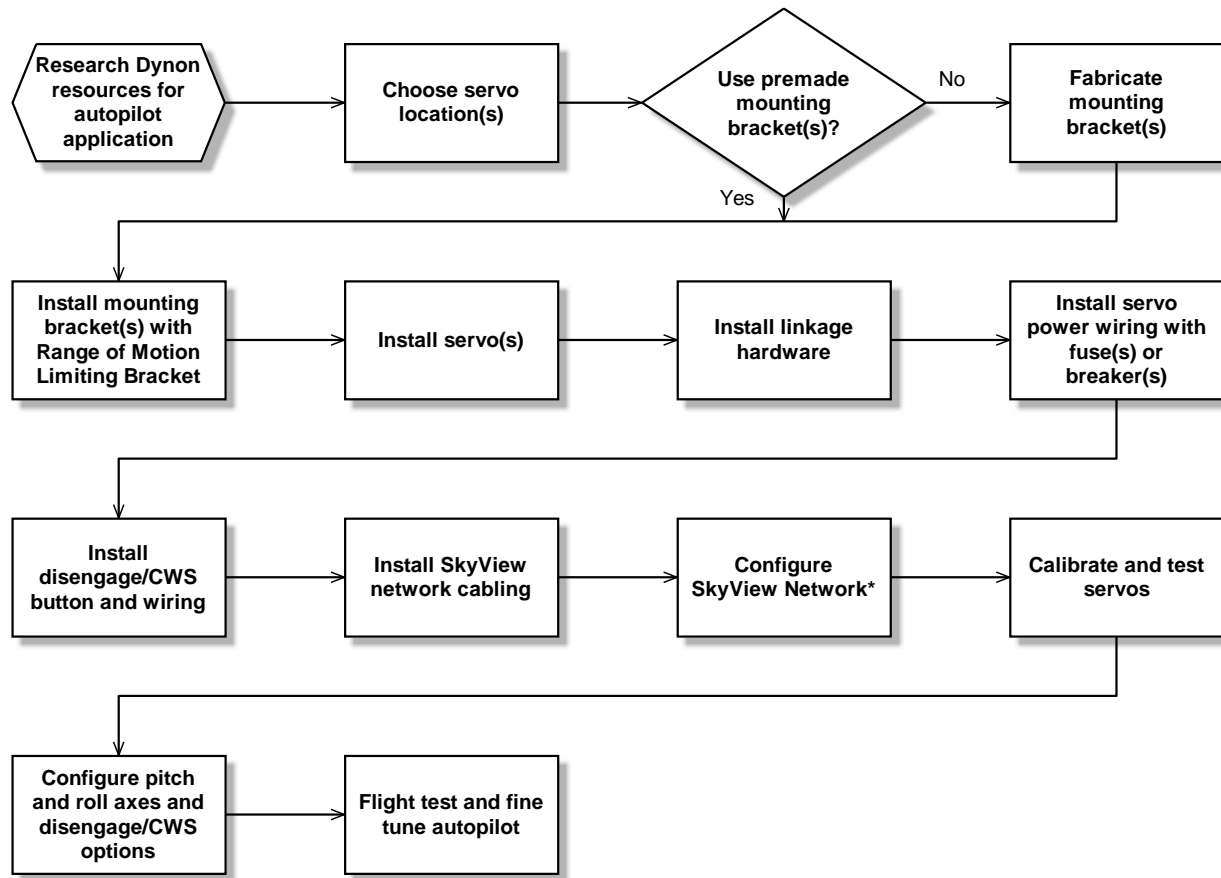 Research Dynon
resources for
autopilot
application
Choose servo
location(s)
Use premade
mounting
bracket(s)?
No
Fabricate
mounting
bracket(s)
Yes
Install mounting
bracket(s) with
Range of Motion
Limiting Bracket
Install servo(s)
Install linkage
hardware
Install servo
power wiring with
fuse(s) or
breaker(s)
Install
disengage/CWS
button and wiring
Install SkyView
network cabling
Configure
SkyView Network*
Calibrate and test
servos
Configure pitch
and roll axes and
disengage/CWS
options
Flight test and fine
tune autopilot